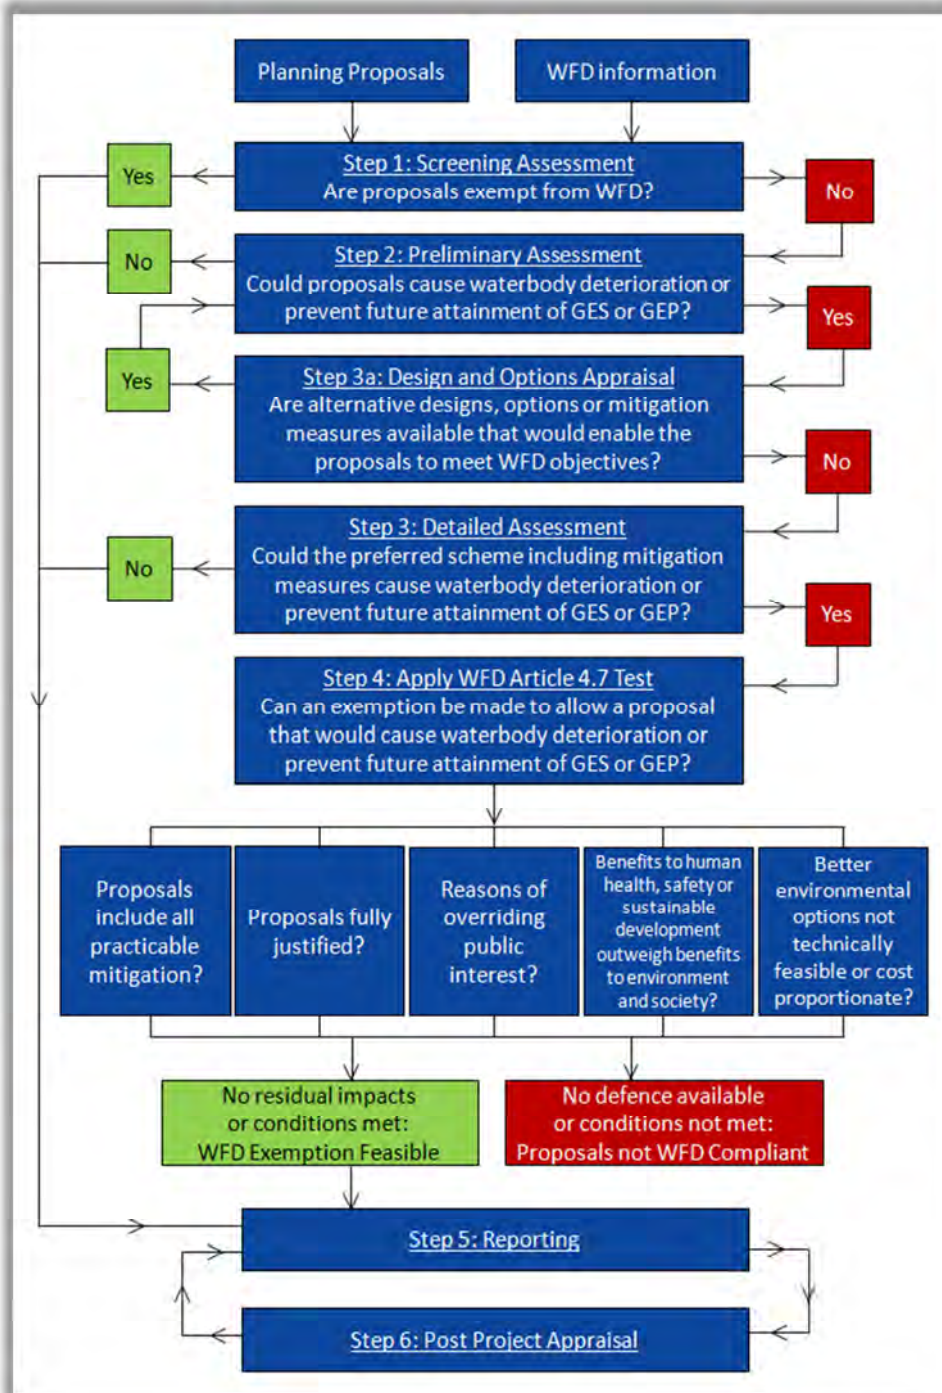 Planning Proposals
WFD information
Step 1: Screening Assessment
Are proposals exempt from WFD?
Yes
No
Step 2: Preliminary Assessment
Could proposals cause waterbody deterioration or
prevent future attainment of GES or GEP?
No
Yes
Step 3a: Design and Options Appraisal
Are alternative designs, options or mitigation
measures available that would enable the
proposals to meet WFD objectives?
Yes
No
Step 3: Detailed Assessment
Could the preferred scheme including mitigation
measures cause waterbody deterioration or
prevent future attainment of GES or GEP?
No
Yes
Step 4: Apply WFD Article 4.7 Test
Can an exemption be made to allow a proposal
that would cause waterbody deterioration or
prevent future attainment of GES or GEP?
Proposals
include all
practicable
mitigation?
Proposals fully
justified?
Reasons of
overriding
public
interest?
Benefits to human
health, safety or
sustainable
development
outweigh benefits
to environment
and society?
Better
environmental
options not
technically
feasible or cost
proportionate?
No residual impacts
or conditions met:
WFD Exemption Feasible
No defence available
or conditions not met:
Proposals not WFD Compliant
Step 5: Reporting
Step 6: Post Project Appraisal